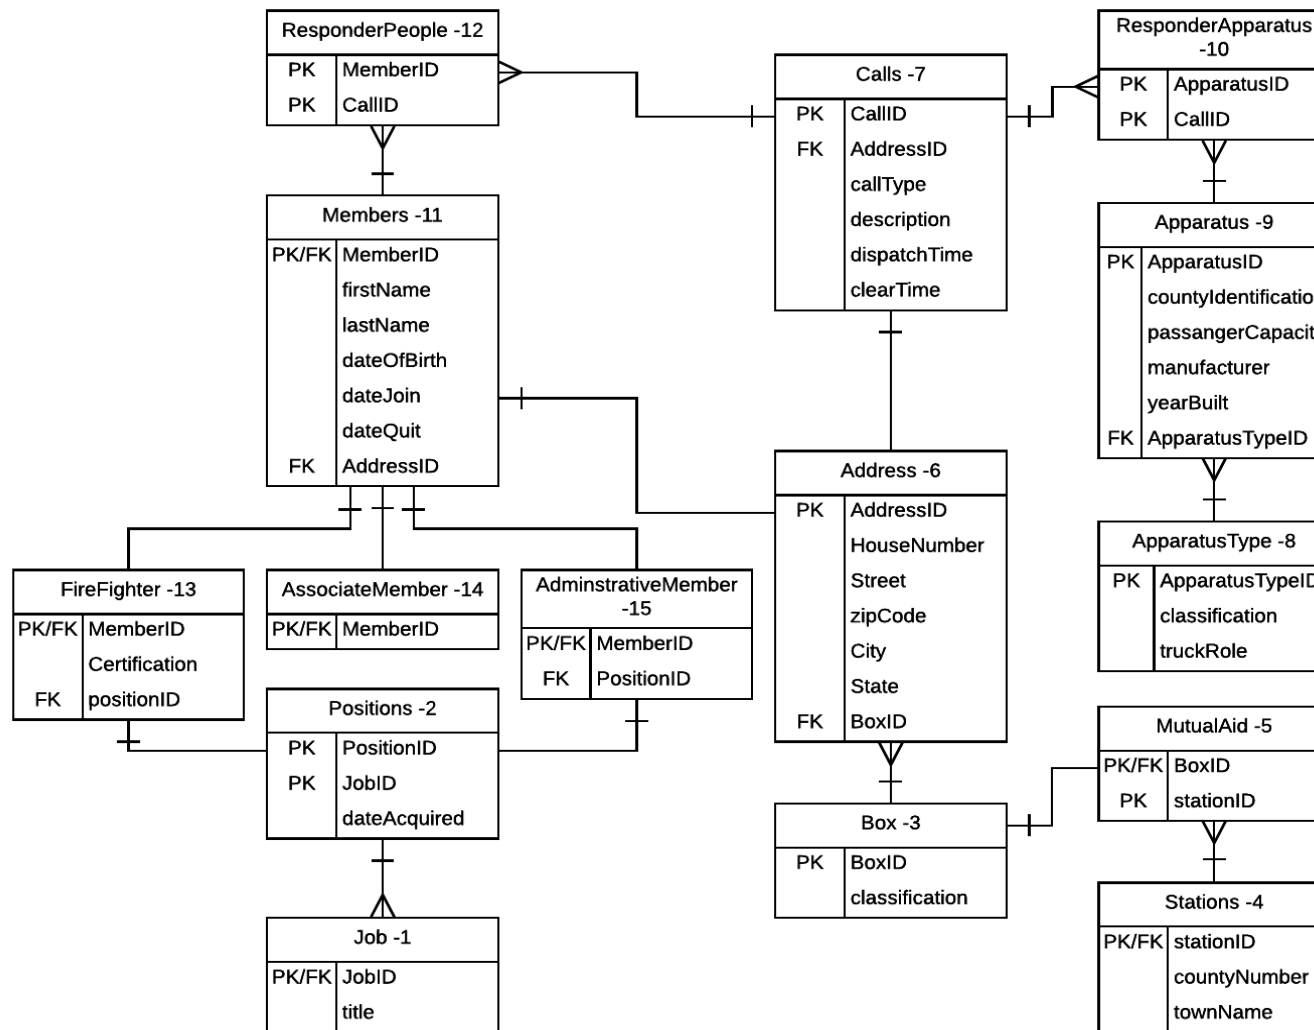 ResponderPeople -12
PK MemberID
PK CallID
Calls -7
PK CallID
FK AddressID
callType
description
dispatchTime
clearTime
ResponderApparatus
-10
PK ApparatusID
PK CallID
Members -11
PK/FK MemberID
firstName
lastName
dateOfBirth
dateJoin
dateQuit
FK AddressID
Apparatus -9
PK ApparatusID
countyIdentificatio
passangerCapacit
manufacturer
yearBuilt
FK ApparatusTypeID
Address -6
PK AddressID
HouseNumber
Street
zipCode
City
State
FK BoxID
ApparatusType -8
PK ApparatusTypeID
classification
truckRole
FireFighter -13
PK/FK MemberID
Certification
FK positionID
AssociateMember -14
PK/FK MemberID
AdminstrativeMember
-15
PK/FK MemberID
FK PositionID
Positions -2
PK PositionID
PK JobID
dateAcquired
MutualAid -5
PK/FK BoxID
PK stationID
Box -3
PK BoxID
classification
Stations -4
PK/FK stationID
countyNumber
townName
Job -1
PK/FK JobID
title